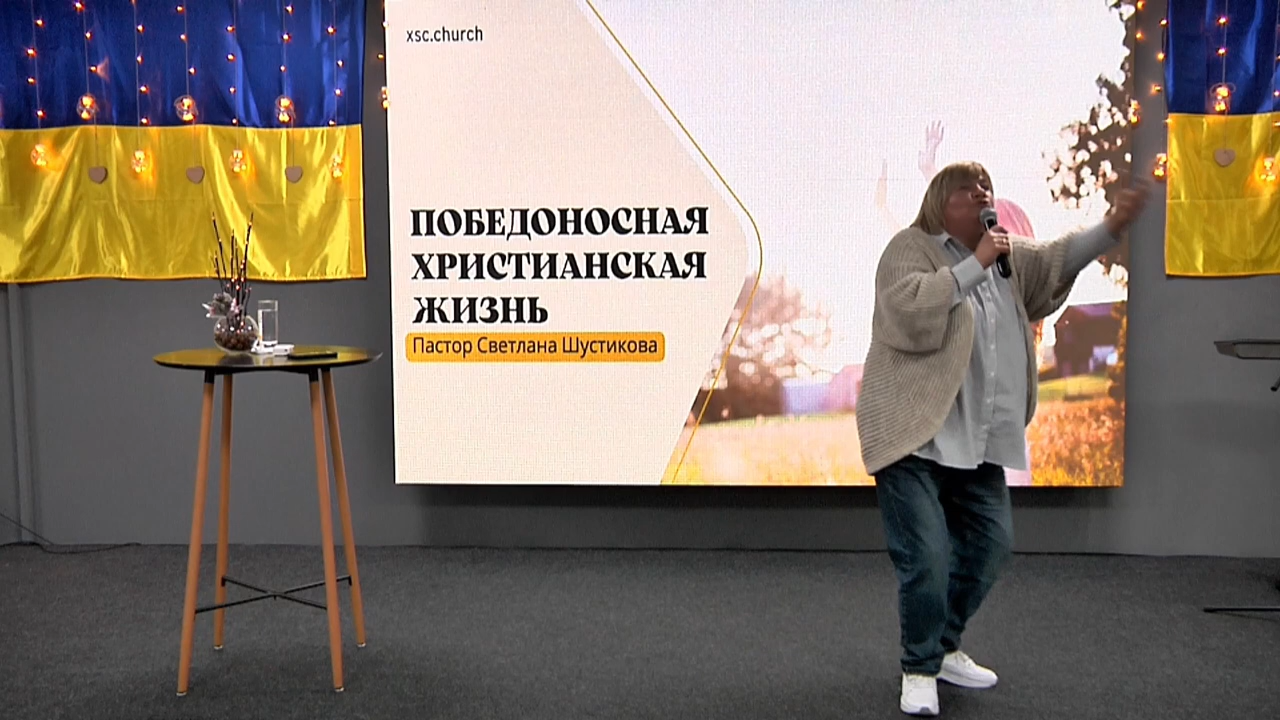 xsc.church
ПОБЕДОНОСНАЯ
ХРИСТИАНСКАЯ
ЖИЗНЬ
Пастор Светлана Шустикова